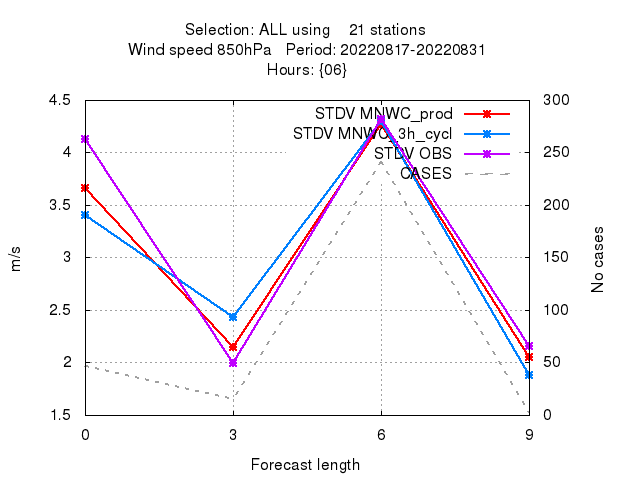 Selection: ALL using 21 stations
Wind speed 850hPa Period: 20220817-20220831
Hours: {06}
4.5
4
3.5
3
2.5
2
1.5
300
250
200
150
100
50
0
STDV MNWC_prod
STDV MNWC_3h_cycl
STDV OBS
CASES
m/s
No cases
0 3 6 9
Forecast length